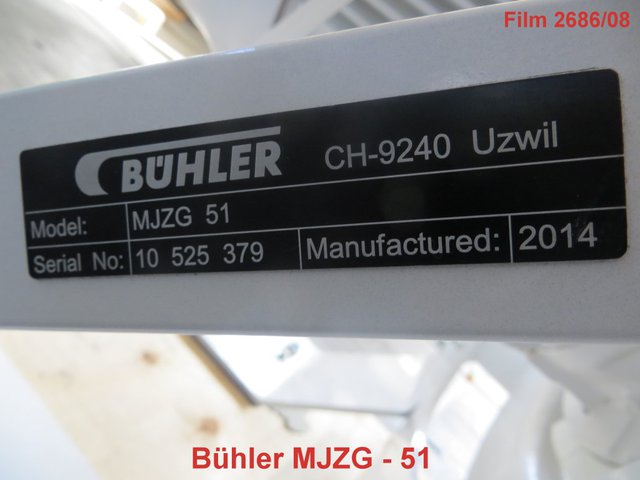 Film 2686/08
BÜHLER CH-9240 Uzwil
Model: MJZG 51
Serial No: 10 525 379 Manufactured: 2014
Bühler MJZG - 51